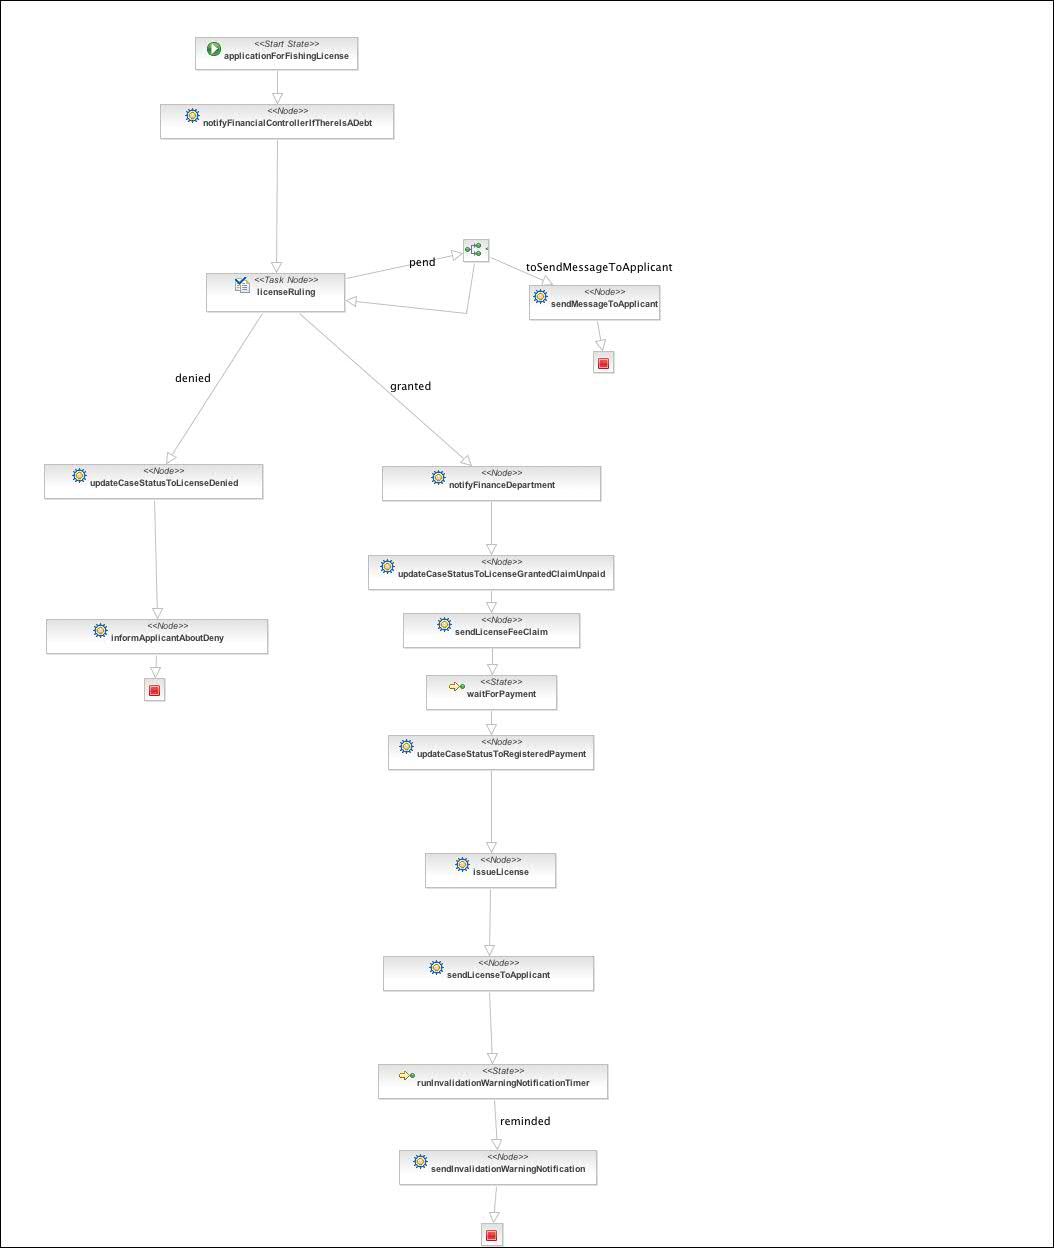 <<Start State>>
applicationForFishingLicense
<<Node>>
notifyFinancialControllerIfThereIsADebt
pend
toSendMessageToApplicant
<<Task Node>>
licenseRuling
<<Node>>
sendMessageToApplicant
denied
granted
<<Node>>
updateCaseStatusToLicenseDenied
<<Node>>
notifyFinanceDepartment
<<Node>>
updateCaseStatusToLicenseGrantedClaimUnpaid
<<Node>>
informApplicantAboutDeny
<<Node>>
sendLicenseFeeClaim
<<State>>
waitForPayment
<<Node>>
updateCaseStatusToRegisteredPayment
<<Node>>
issueLicense
<<Node>>
sendLicenseToApplicant
<<State>>
runInvalidationWarningNotificationTimer
reminded
<<Node>>
sendInvalidationWarningNotification